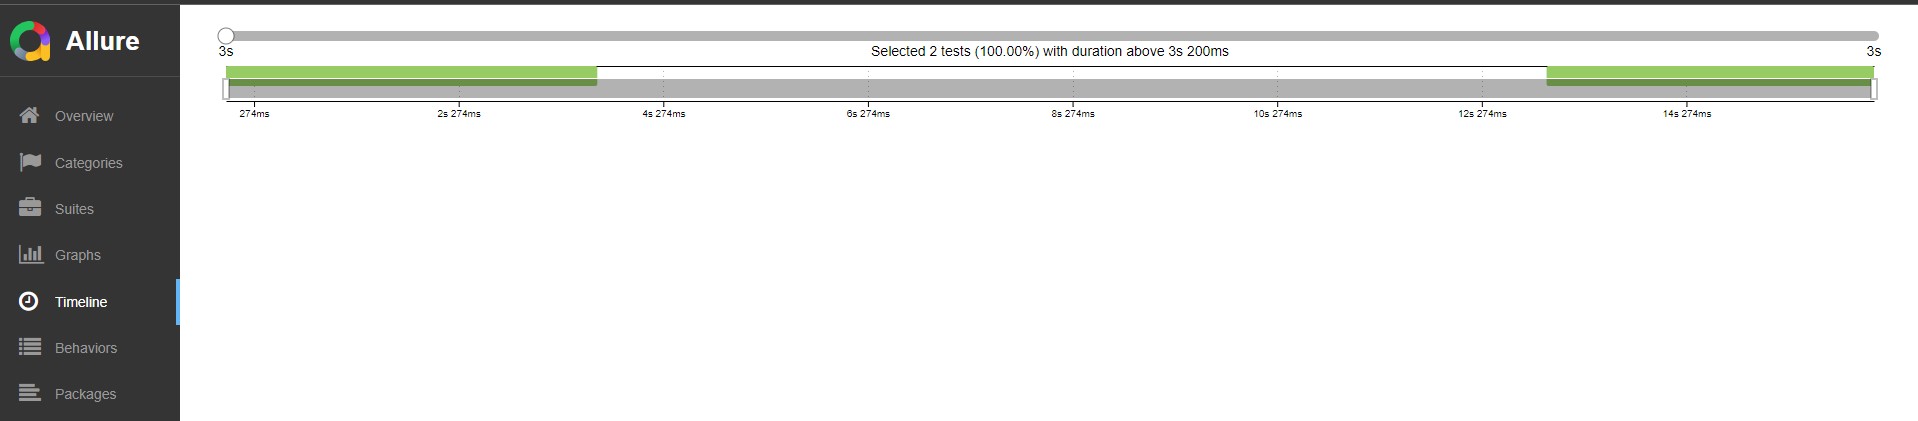 Allure
Overview
Categories
Suites
Graphs
Timeline
Behaviors
Packages
3s
Selected 2 tests (100.00%) with duration above 3s 200ms
3s
274ms
2s 274ms
4s 274ms
6s 274ms
8s 274ms
10s 274ms
12s 274ms
14s 274ms